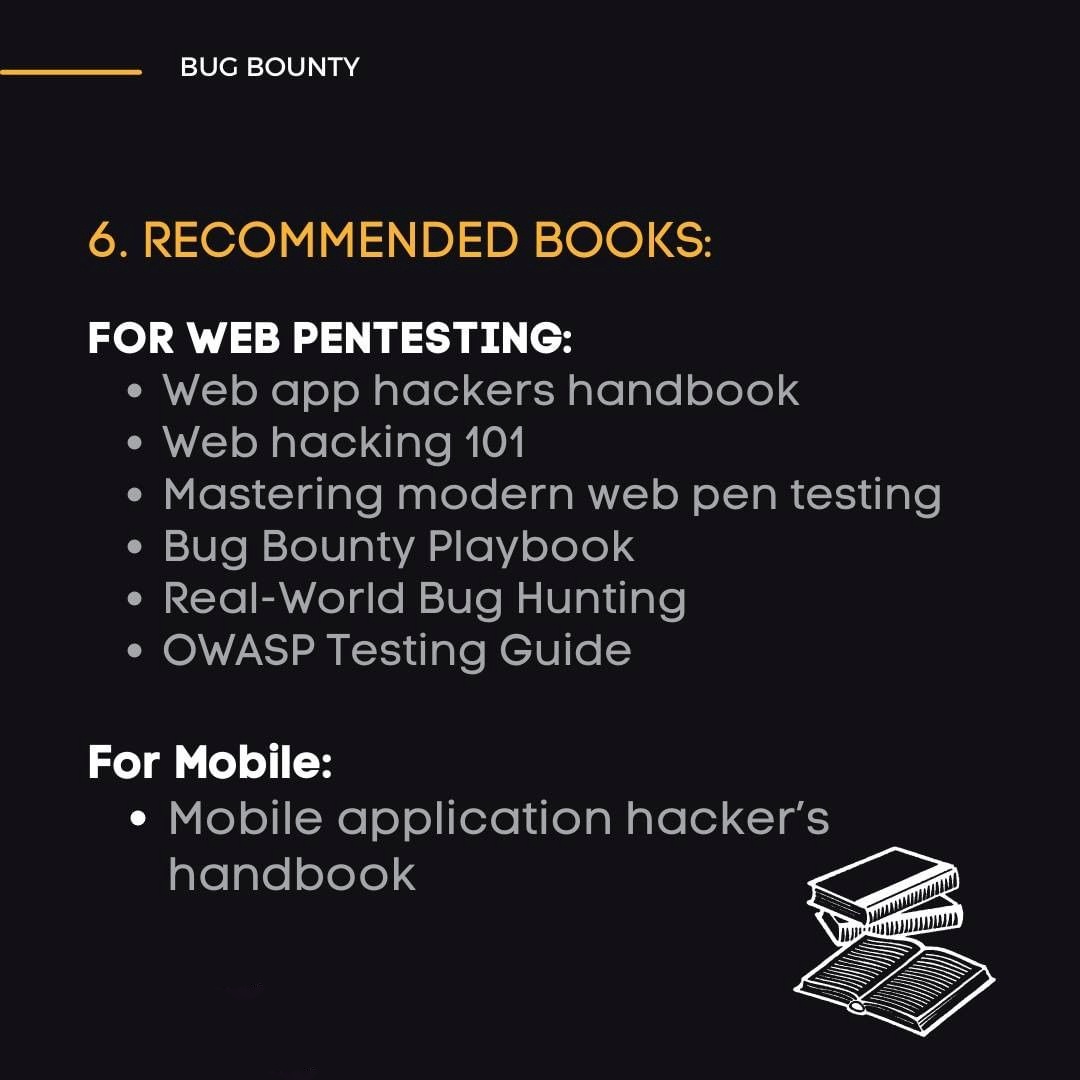 BUG BOUNTY
6. RECOMMENDED BOOKS:
FOR WEB PENTESTING:
• Web app hackers handbook
• Web hacking 101
• Mastering modern web pen testing
• Bug Bounty Playbook
• Real-World Bug Hunting
• OWASP Testing Guide
For Mobile:
• Mobile application hacker’s
handbook